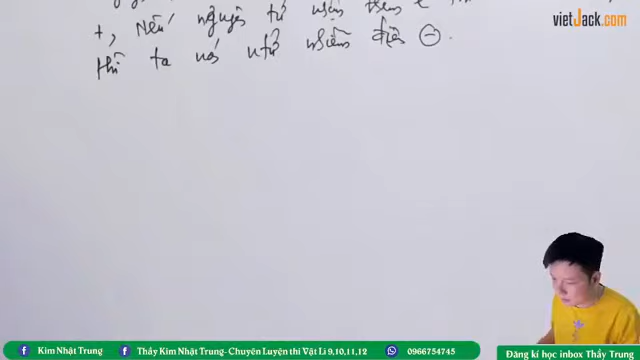 nguyên tử nhận thêm e
vietJack.com
+, Nếu
thì ta nói ntử nhiễm điện ⊖.
Kim Nhật Trung
Thầy Kim Nhật Trung- Chuyên Luyện thi Vật Lí 9,10,11,12
0966754745
Đăng kí học inbox Thầy Trung